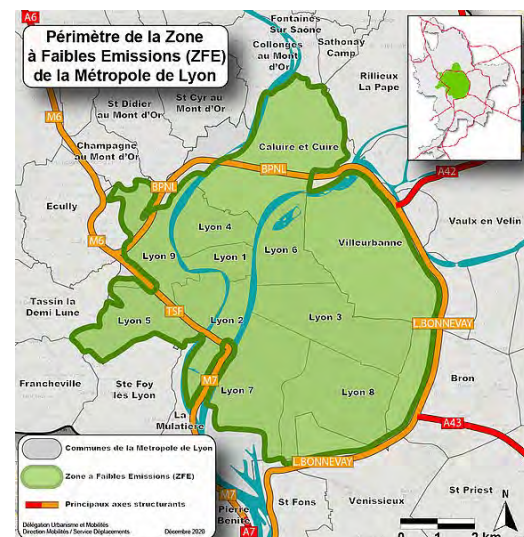 Périmètre de la Zone
à Faibles Emissions (ZFE)
de la Métropole de Lyon
A6
Fontaines
Sur Saône
Collonges
au Mont
d'Or
Sathonay
Camp
Rillieux
La Pape
St Didier
au Mont d'Or
St Cyr au
Mont d'Or
M6
Champagne
au Mont d'Or
Caluire et Cuire
BPNL
BPNL
A42
Ecully
Vaulx en Velin
Lyon 4
Lyon 6
Villeurbanne
M6
Lyon 9
Lyon 1
Tassin la
Demi Lune
TSF
Lyon 5
Lyon 2
Lyon 3
L.BONNEVAY
Francheville
Ste Foy
lès Lyon
M7
Lyon 7
Lyon 8
Bron
La
Mulatière
A43
L.BONNEVAY
St Fons
Vénissieux
St Priest
M7
Pierre
Bénite
A7
Communes de la Metropole de Lyon
Zone a Faibles Emissions (ZFE)
Principaux axes structurants
Délégation Urbanisme et Mobilités
Direction Mobilités / Service Déplacements
Décembre 2020
0 1 2 km